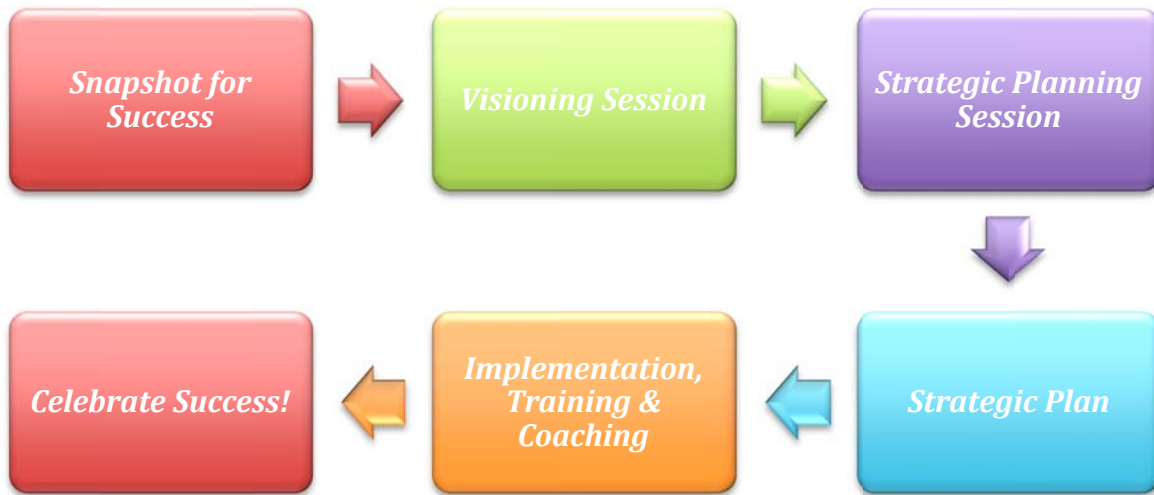 Snapshot for
Success
Visioning Session
Strategic Planning
Session
Strategic Plan
Implementation,
Training &
Coaching
Celebrate Success!